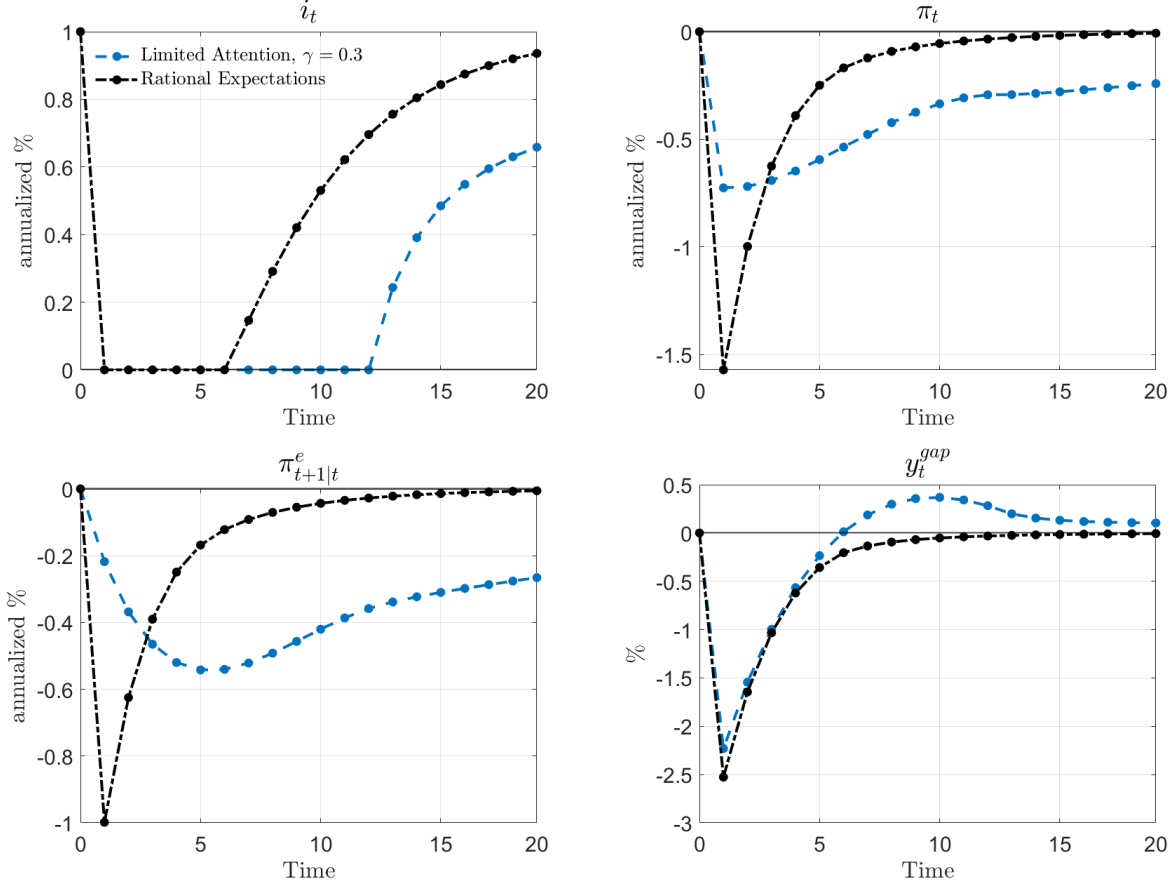 i_t
1
0.8
0.6
0.4
0.2
0
annualized %
Limited Attention, γ = 0.3
Rational Expectations
0 5 10 15 20
Time
π_t
0
-0.5
-1
-1.5
annualized %
0 5 10 15 20
Time
π^e_{t+1|t}
0
-0.2
-0.4
-0.6
-0.8
-1
annualized %
0 5 10 15 20
Time
y_t^{gap}
0.5
0
-0.5
-1
-1.5
-2
-2.5
-3
%
0 5 10 15 20
Time